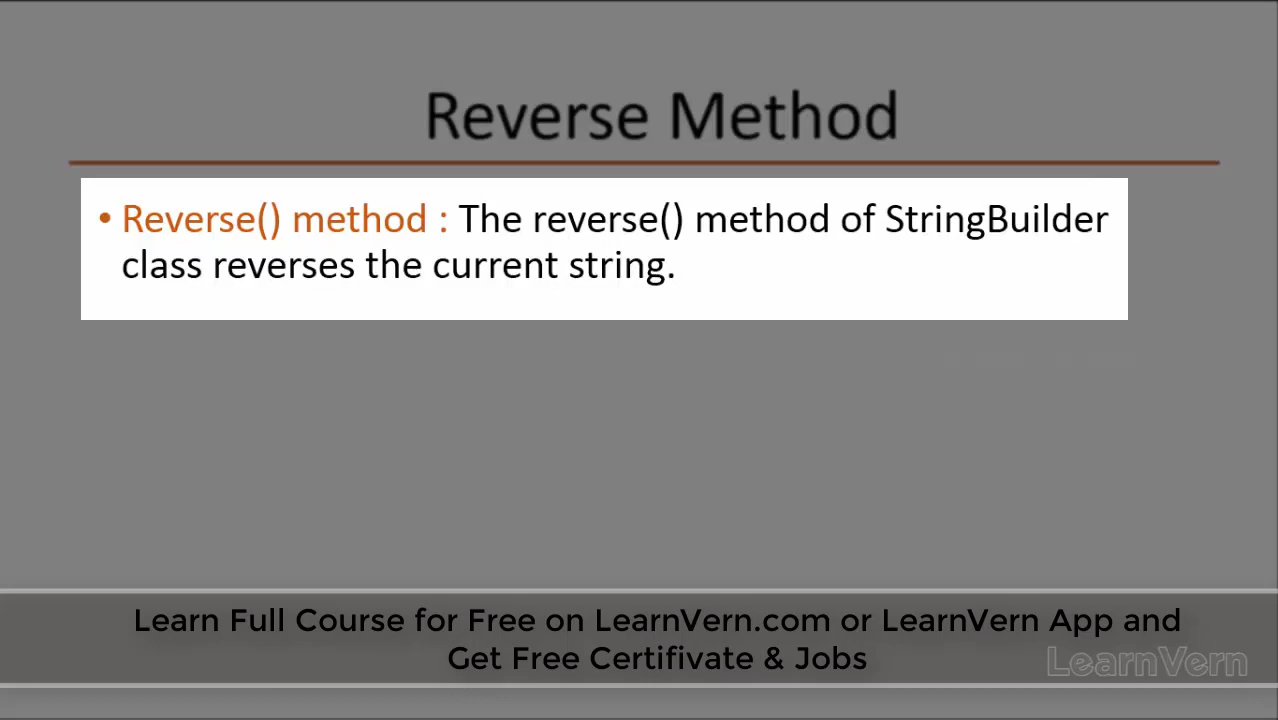 Reverse Method
• Reverse() method : The reverse() method of StringBuilder
class reverses the current string.
Learn Full Course for Free on LearnVern.com or LearnVern App and
Get Free Certifivate & Jobs
LearnVern